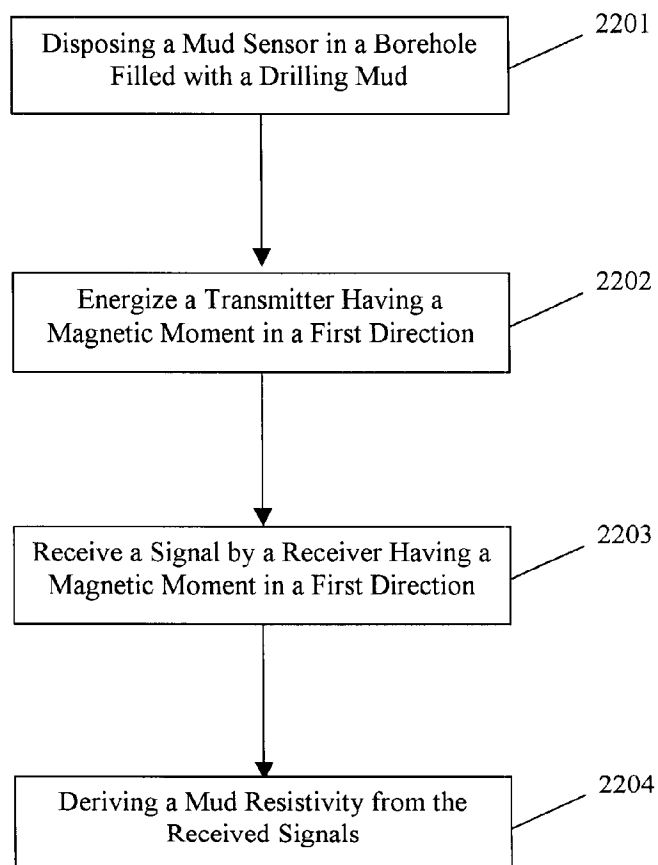 2201
Disposing a Mud Sensor in a Borehole
Filled with a Drilling Mud
2202
Energize a Transmitter Having a
Magnetic Moment in a First Direction
2203
Receive a Signal by a Receiver Having a
Magnetic Moment in a First Direction
2204
Deriving a Mud Resistivity from the
Received Signals